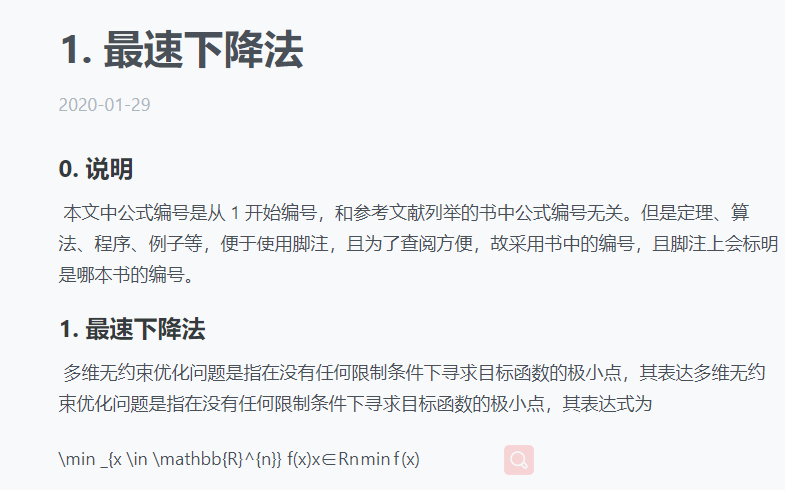 1. 最速下降法
2020-01-29
0. 说明
本文中公式编号是从 1 开始编号，和参考文献列举的书中公式编号无关。但是定理、算
法、程序、例子等，便于使用脚注，且为了查阅方便，故采用书中的编号，且脚注上会标明
是哪本书的编号。
1. 最速下降法
多维无约束优化问题是指在没有任何限制条件下寻求目标函数的极小点，其表达多维无约
束优化问题是指在没有任何限制条件下寻求目标函数的极小点，其表达式为
\min _{x \in \mathbb{R}^{n}} f(x)x∈Rnminf(x)